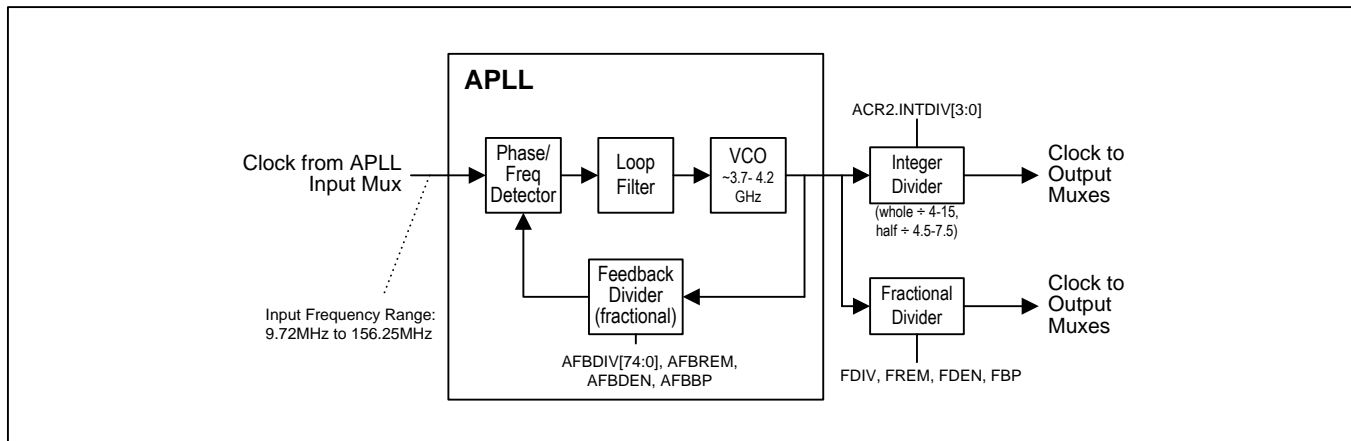 APLL
ACR2.INTDIV[3:0]
Clock from APLL
Input Mux
Phase/
Freq
Detector
Loop
Filter
VCO
~3.7- 4.2
GHz
Integer
Divider
(whole ÷ 4-15,
half ÷ 4.5-7.5)
Clock to
Output
Muxes
Feedback
Divider
(fractional)
Fractional
Divider
Clock to
Output
Muxes
Input Frequency Range:
9.72MHz to 156.25MHz
AFBDIV[74:0], AFBREM,
AFBDEN, AFBBP
FDIV, FREM, FDEN, FBP